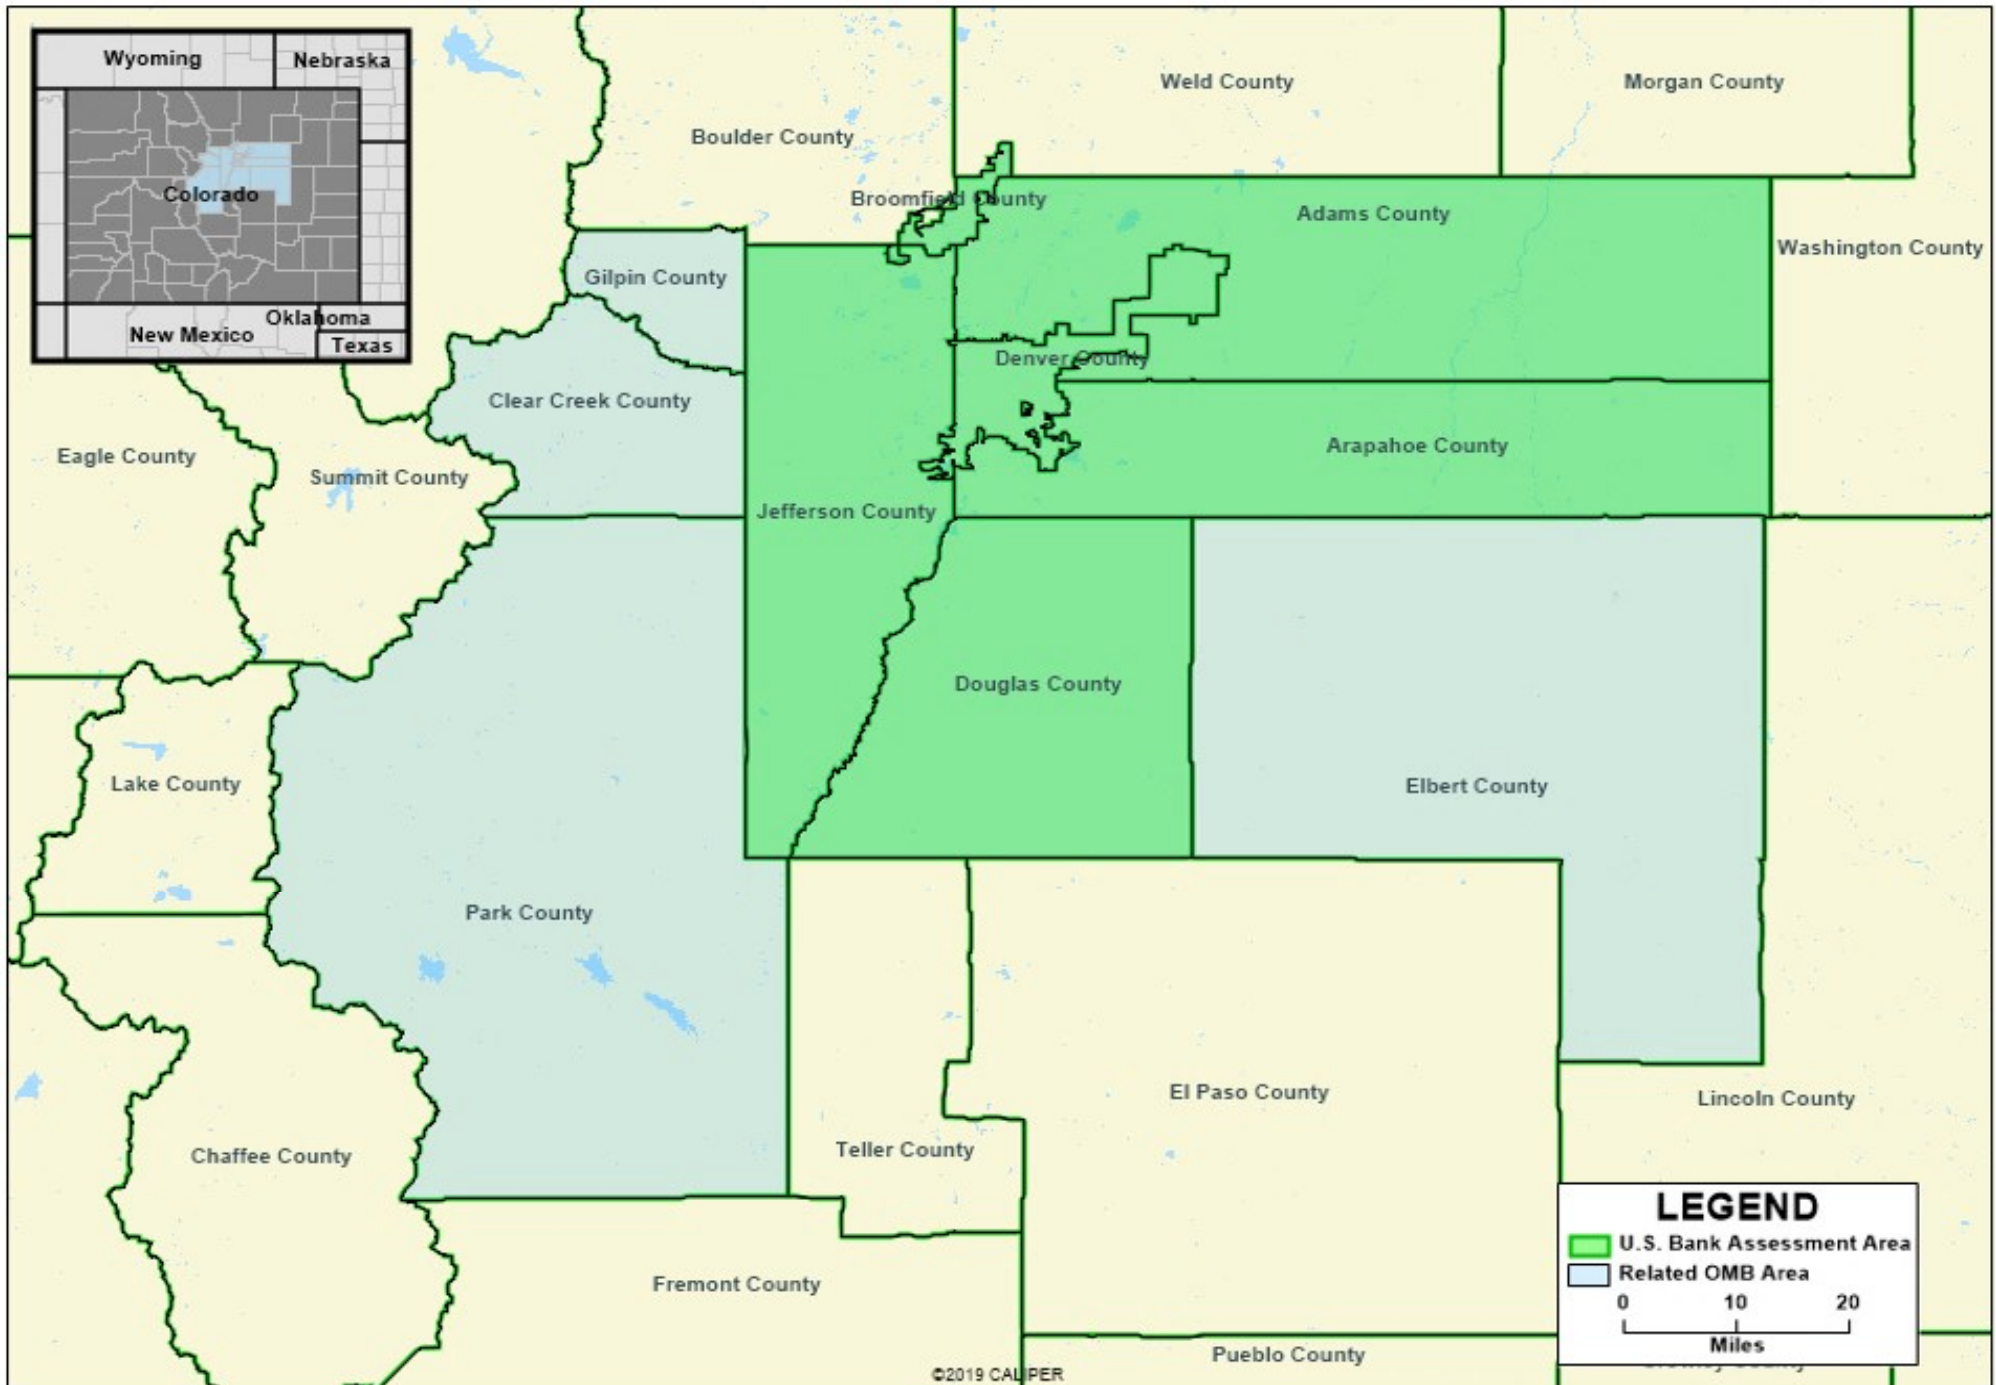 Wyoming
Nebraska
Colorado
Oklahoma
New Mexico
Texas
Weld County
Morgan County
Boulder County
Broomfield County
Adams County
Washington County
Gilpin County
Denver County
Clear Creek County
Arapahoe County
Eagle County
Summit County
Jefferson County
Douglas County
Lake County
Elbert County
Park County
El Paso County
Lincoln County
Teller County
Chaffee County
Fremont County
Pueblo County
LEGEND
U.S. Bank Assessment Area
Related OMB Area
0 10 20
Miles
©2019 CALIPER